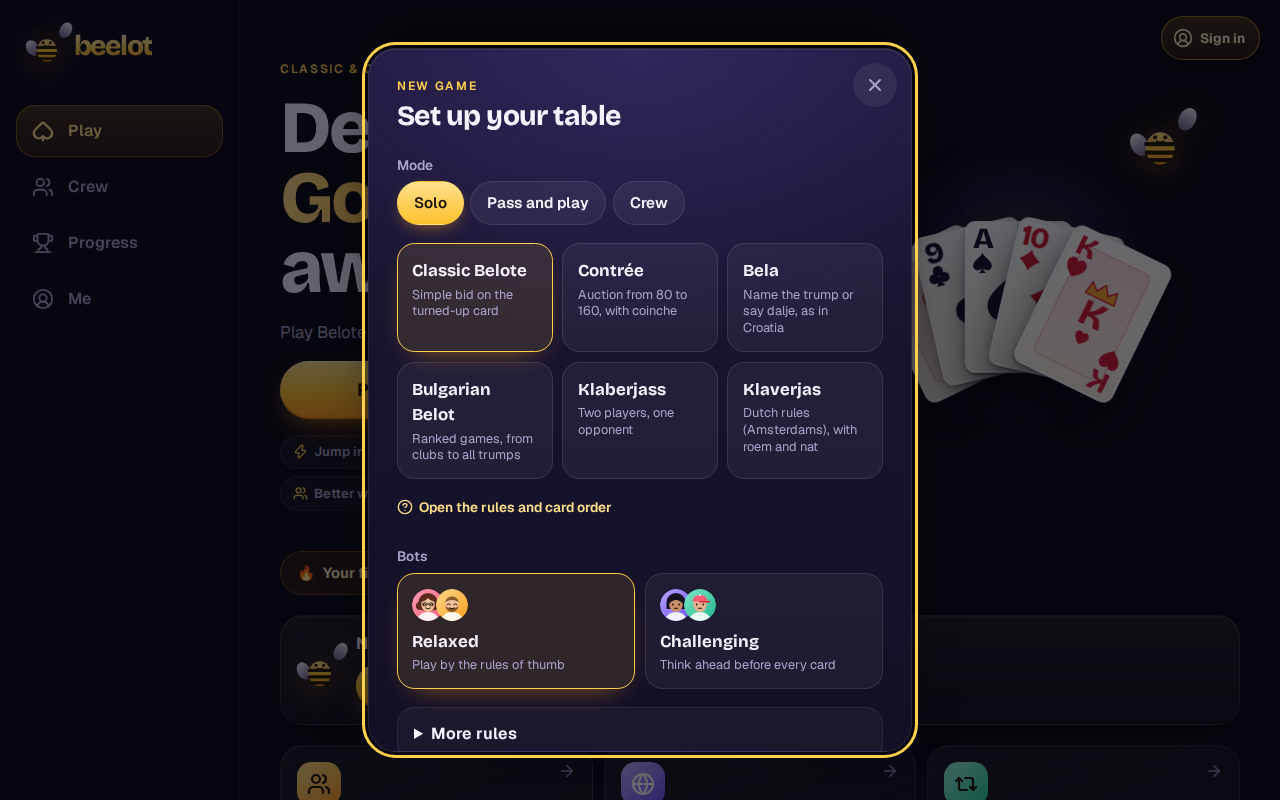 beelot
Sign in
CLASSIC &
NEW GAME
Set up your table
Play
Crew
Progress
Me
Mode
Solo
Pass and play
Crew
Classic Belote
Simple bid on the
turned-up card
Contrée
Auction from 80 to
160, with coinche
Bela
Name the trump or
say dalje, as in
Croatia
Bulgarian
Belot
Ranked games, from
clubs to all trumps
Klaberjass
Two players, one
opponent
Klaverjas
Dutch rules
(Amsterdams), with
roem and nat
Open the rules and card order
Bots
Relaxed
Play by the rules of thumb
Challenging
Think ahead before every card
More rules
Play Belote
Jump in
Better
Your
9
A
10
K
K
K